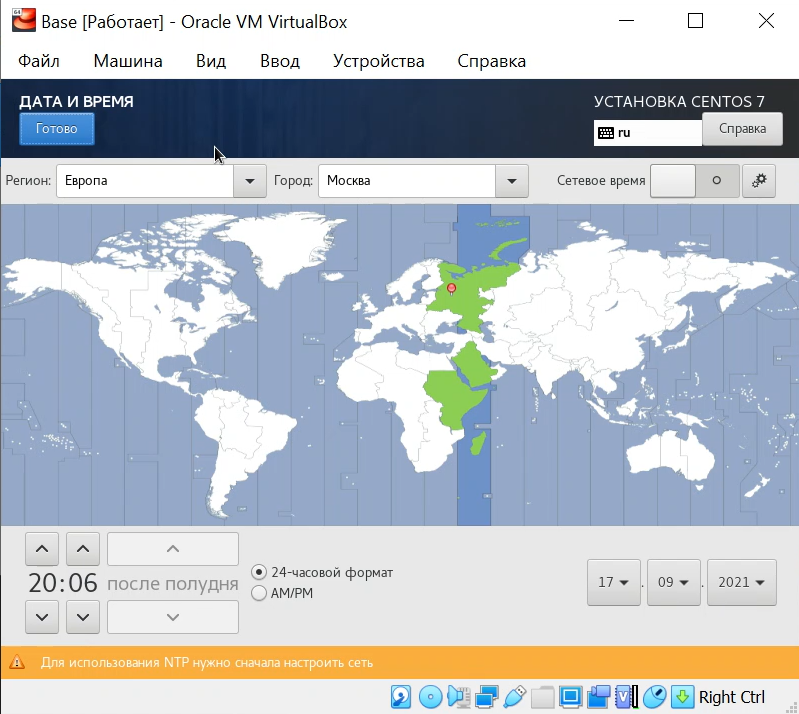 Base [Работает] - Oracle VM VirtualBox
Файл Машина Вид Ввод Устройства Справка
ДАТА И ВРЕМЯ
УСТАНОВКА CENTOS 7
Готово
ru
Справка
Регион: Европа Город: Москва Сетевое время
20:06 после полудня
24-часовой формат
AM/PM
17 . 09 . 2021
Для использования NTP нужно сначала настроить сеть
Right Ctrl